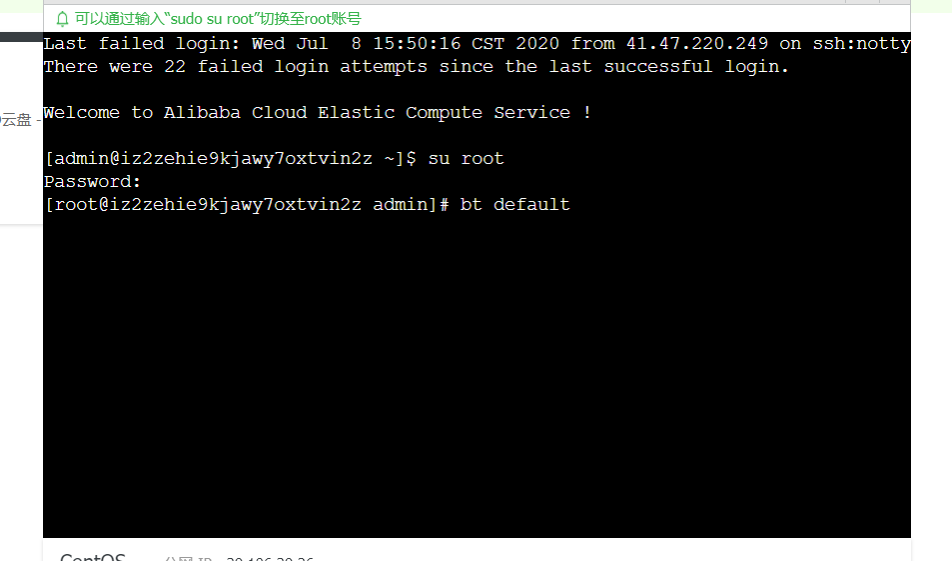 可以通过输入“sudo su root”切换至root账号
Last failed login: Wed Jul  8 15:50:16 CST 2020 from 41.47.220.249 on ssh:notty
There were 22 failed login attempts since the last successful login.
Welcome to Alibaba Cloud Elastic Compute Service !
云盘 -
[admin@iz2zehie9kjawy7oxtvin2z ~]$ su root
Password:
[root@iz2zehie9kjawy7oxtvin2z admin]# bt default
CentOS